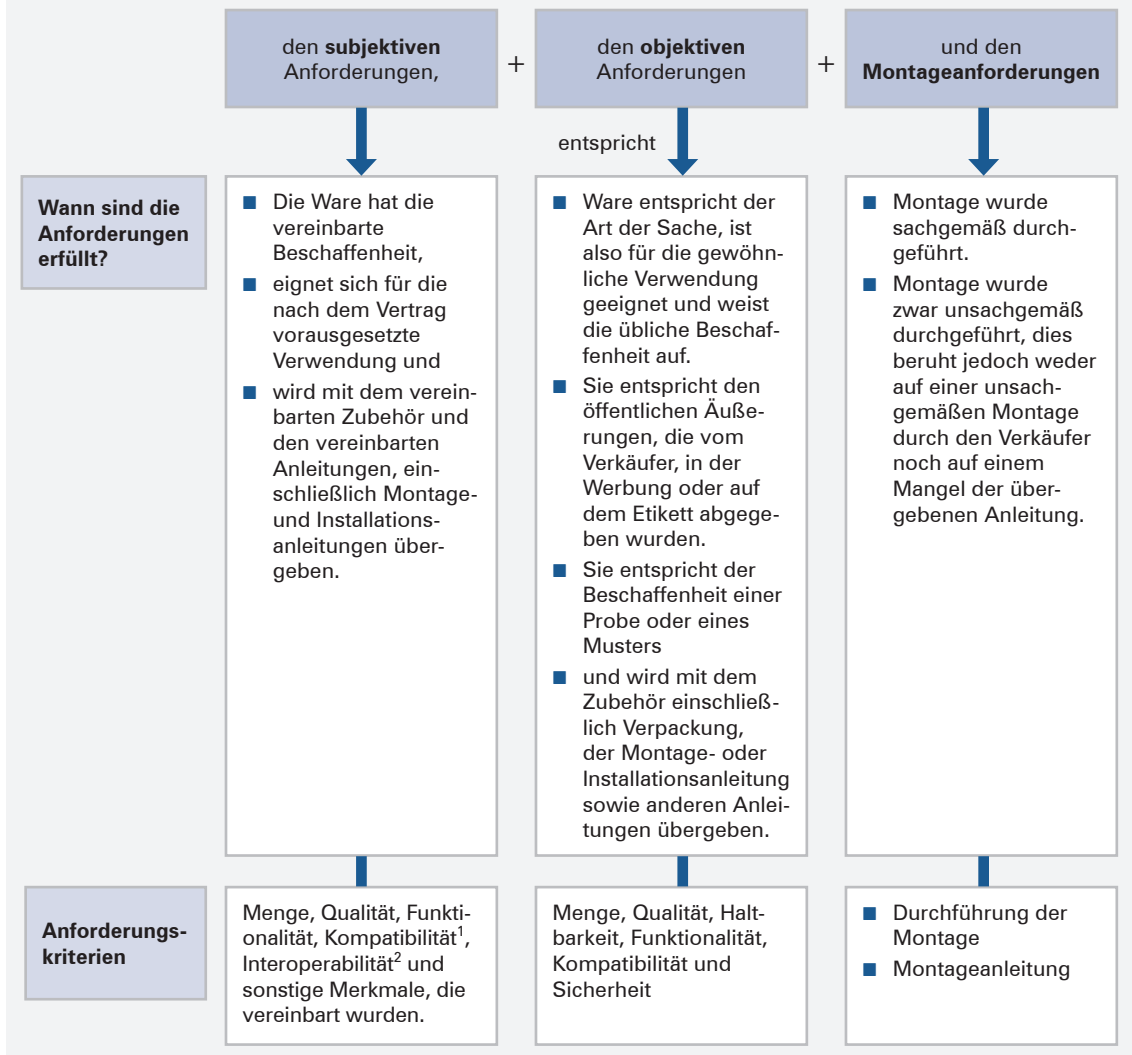 den subjektiven
Anforderungen,
+
den objektiven
Anforderungen
+
und den
Montageanforderungen
entspricht
Wann sind die
Anforderungen
erfüllt?
■ Die Ware hat die
vereinbarte
Beschaffenheit,
■ eignet sich für die
nach dem Vertrag
vorausgesetzte
Verwendung und
■ wird mit dem verein-
barten Zubehör und
den vereinbarten
Anleitungen, ein-
schließlich Montage-
und Installations-
anleitungen über-
geben.
■ Ware entspricht der
Art der Sache, ist
also für die gewöhn-
liche Verwendung
geeignet und weist
die übliche Beschaf-
fenheit auf.
■ Sie entspricht den
öffentlichen Äuße-
rungen, die vom
Verkäufer, in der
Werbung oder auf
dem Etikett abgege-
ben wurden.
■ Sie entspricht der
Beschaffenheit einer
Probe oder eines
Musters
■ und wird mit dem
Zubehör einschließ-
lich Verpackung,
der Montage- oder
Installationsanleitung
sowie anderen Anlei-
tungen übergeben.
■ Montage wurde
sachgemäß durch-
geführt.
■ Montage wurde
zwar unsachgemäß
durchgeführt, dies
beruht jedoch weder
auf einer unsach-
gemäßen Montage
durch den Verkäufer
noch auf einem
Mangel der über-
gebenen Anleitung.
Anforderungs-
kriterien
Menge, Qualität, Funkti-
onalität, Kompatibilität¹,
Interoperabilität² und
sonstige Merkmale, die
vereinbart wurden.
Menge, Qualität, Halt-
barkeit, Funktionalität,
Kompatibilität und
Sicherheit
■ Durchführung der
Montage
■ Montageanleitung